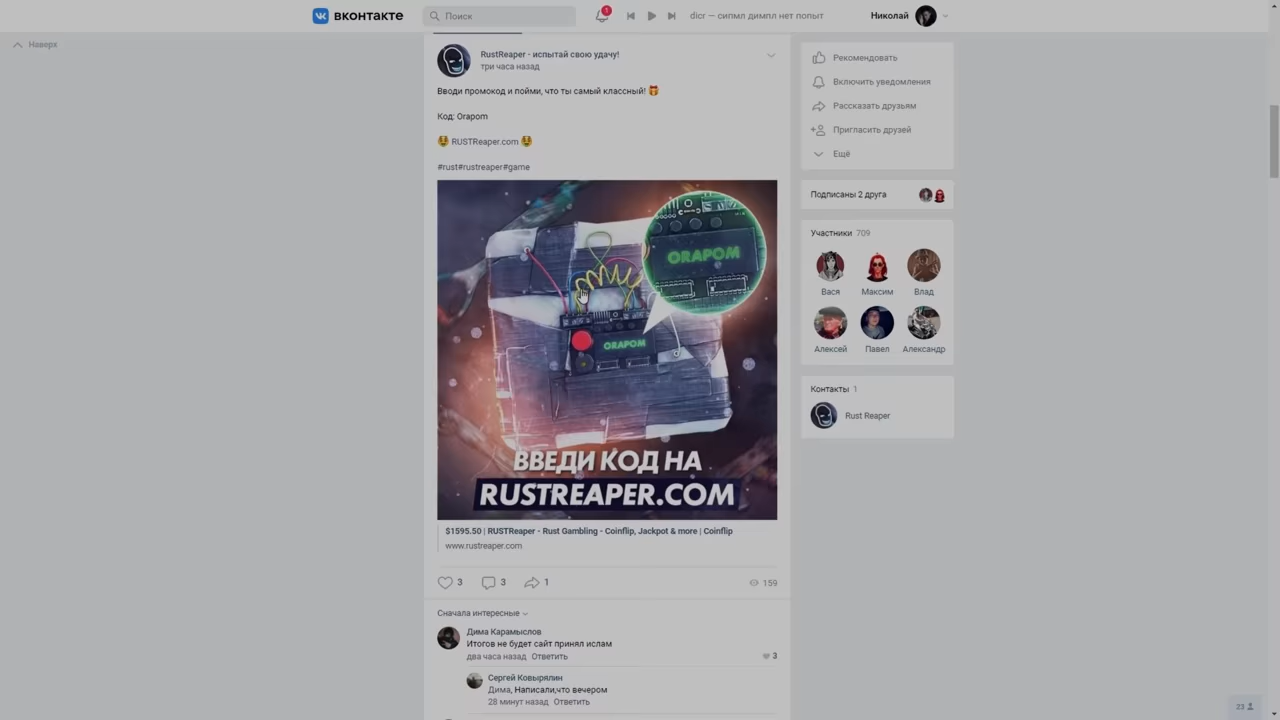 вконтакте
Поиск
1
dicr — сипмл димпл нет попыт
Николай
Наверх
RustReaper - испытай свою удачу!
три часа назад
Вводи промокод и пойми, что ты самый классный! 🎁
Код: Orapom
RUSTReaper.com
#rust#rustreaper#game
ORAPOM
ORAPOM
ВВЕДИ КОД НА
RUSTREAPER.COM
$1595.50 | RUSTReaper - Rust Gambling - Coinflip, Jackpot & more | Coinflip
www.rustreaper.com
3
3
1
159
Сначала интересные
Дима Карамыслов
Итогов не будет сайт принял ислам
два часа назад Ответить
3
Сергей Ковырялин
Дима, Написали,что вечером
28 минут назад Ответить
Рекомендовать
Включить уведомления
Рассказать друзьям
Пригласить друзей
Ещё
Подписаны 2 друга
Участники 709
Вася
Максим
Влад
Алексей
Павел
Александр
Контакты 1
Rust Reaper
23